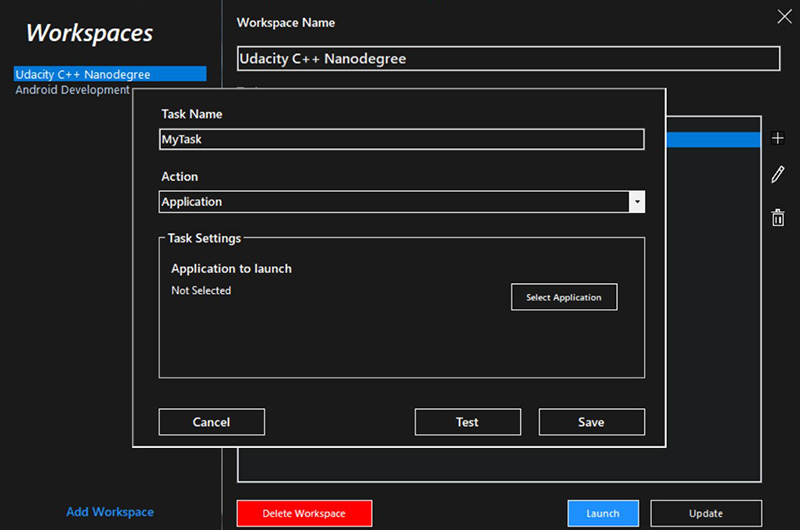 Workspaces
Udacity C++ Nanodegree
Android Development
Add Workspace
Workspace Name
Udacity C++ Nanodegree
Task Name
MyTask
Action
Application
Task Settings
Application to launch
Not Selected
Select Application
Cancel
Test
Save
Delete Workspace
Launch
Update